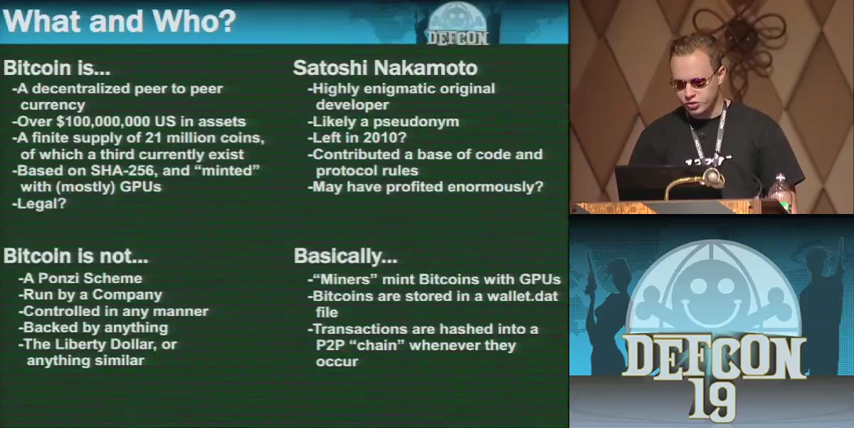 What and Who?
DEFCON
Bitcoin is...
-A decentralized peer to peer
currency
-Over $100,000,000 US in assets
-A finite supply of 21 million coins,
of which a third currently exist
-Based on SHA-256, and “minted”
with (mostly) GPUs
-Legal?
Satoshi Nakamoto
-Highly enigmatic original
developer
-Likely a pseudonym
-Left in 2010?
-Contributed a base of code and
protocol rules
-May have profited enormously?
Bitcoin is not...
-A Ponzi Scheme
-Run by a Company
-Controlled in any manner
-Backed by anything
-The Liberty Dollar, or
anything similar
Basically...
-“Miners” mint Bitcoins with GPUs
-Bitcoins are stored in a wallet.dat
file
-Transactions are hashed into a
P2P “chain” whenever they
occur
DEFCON
19